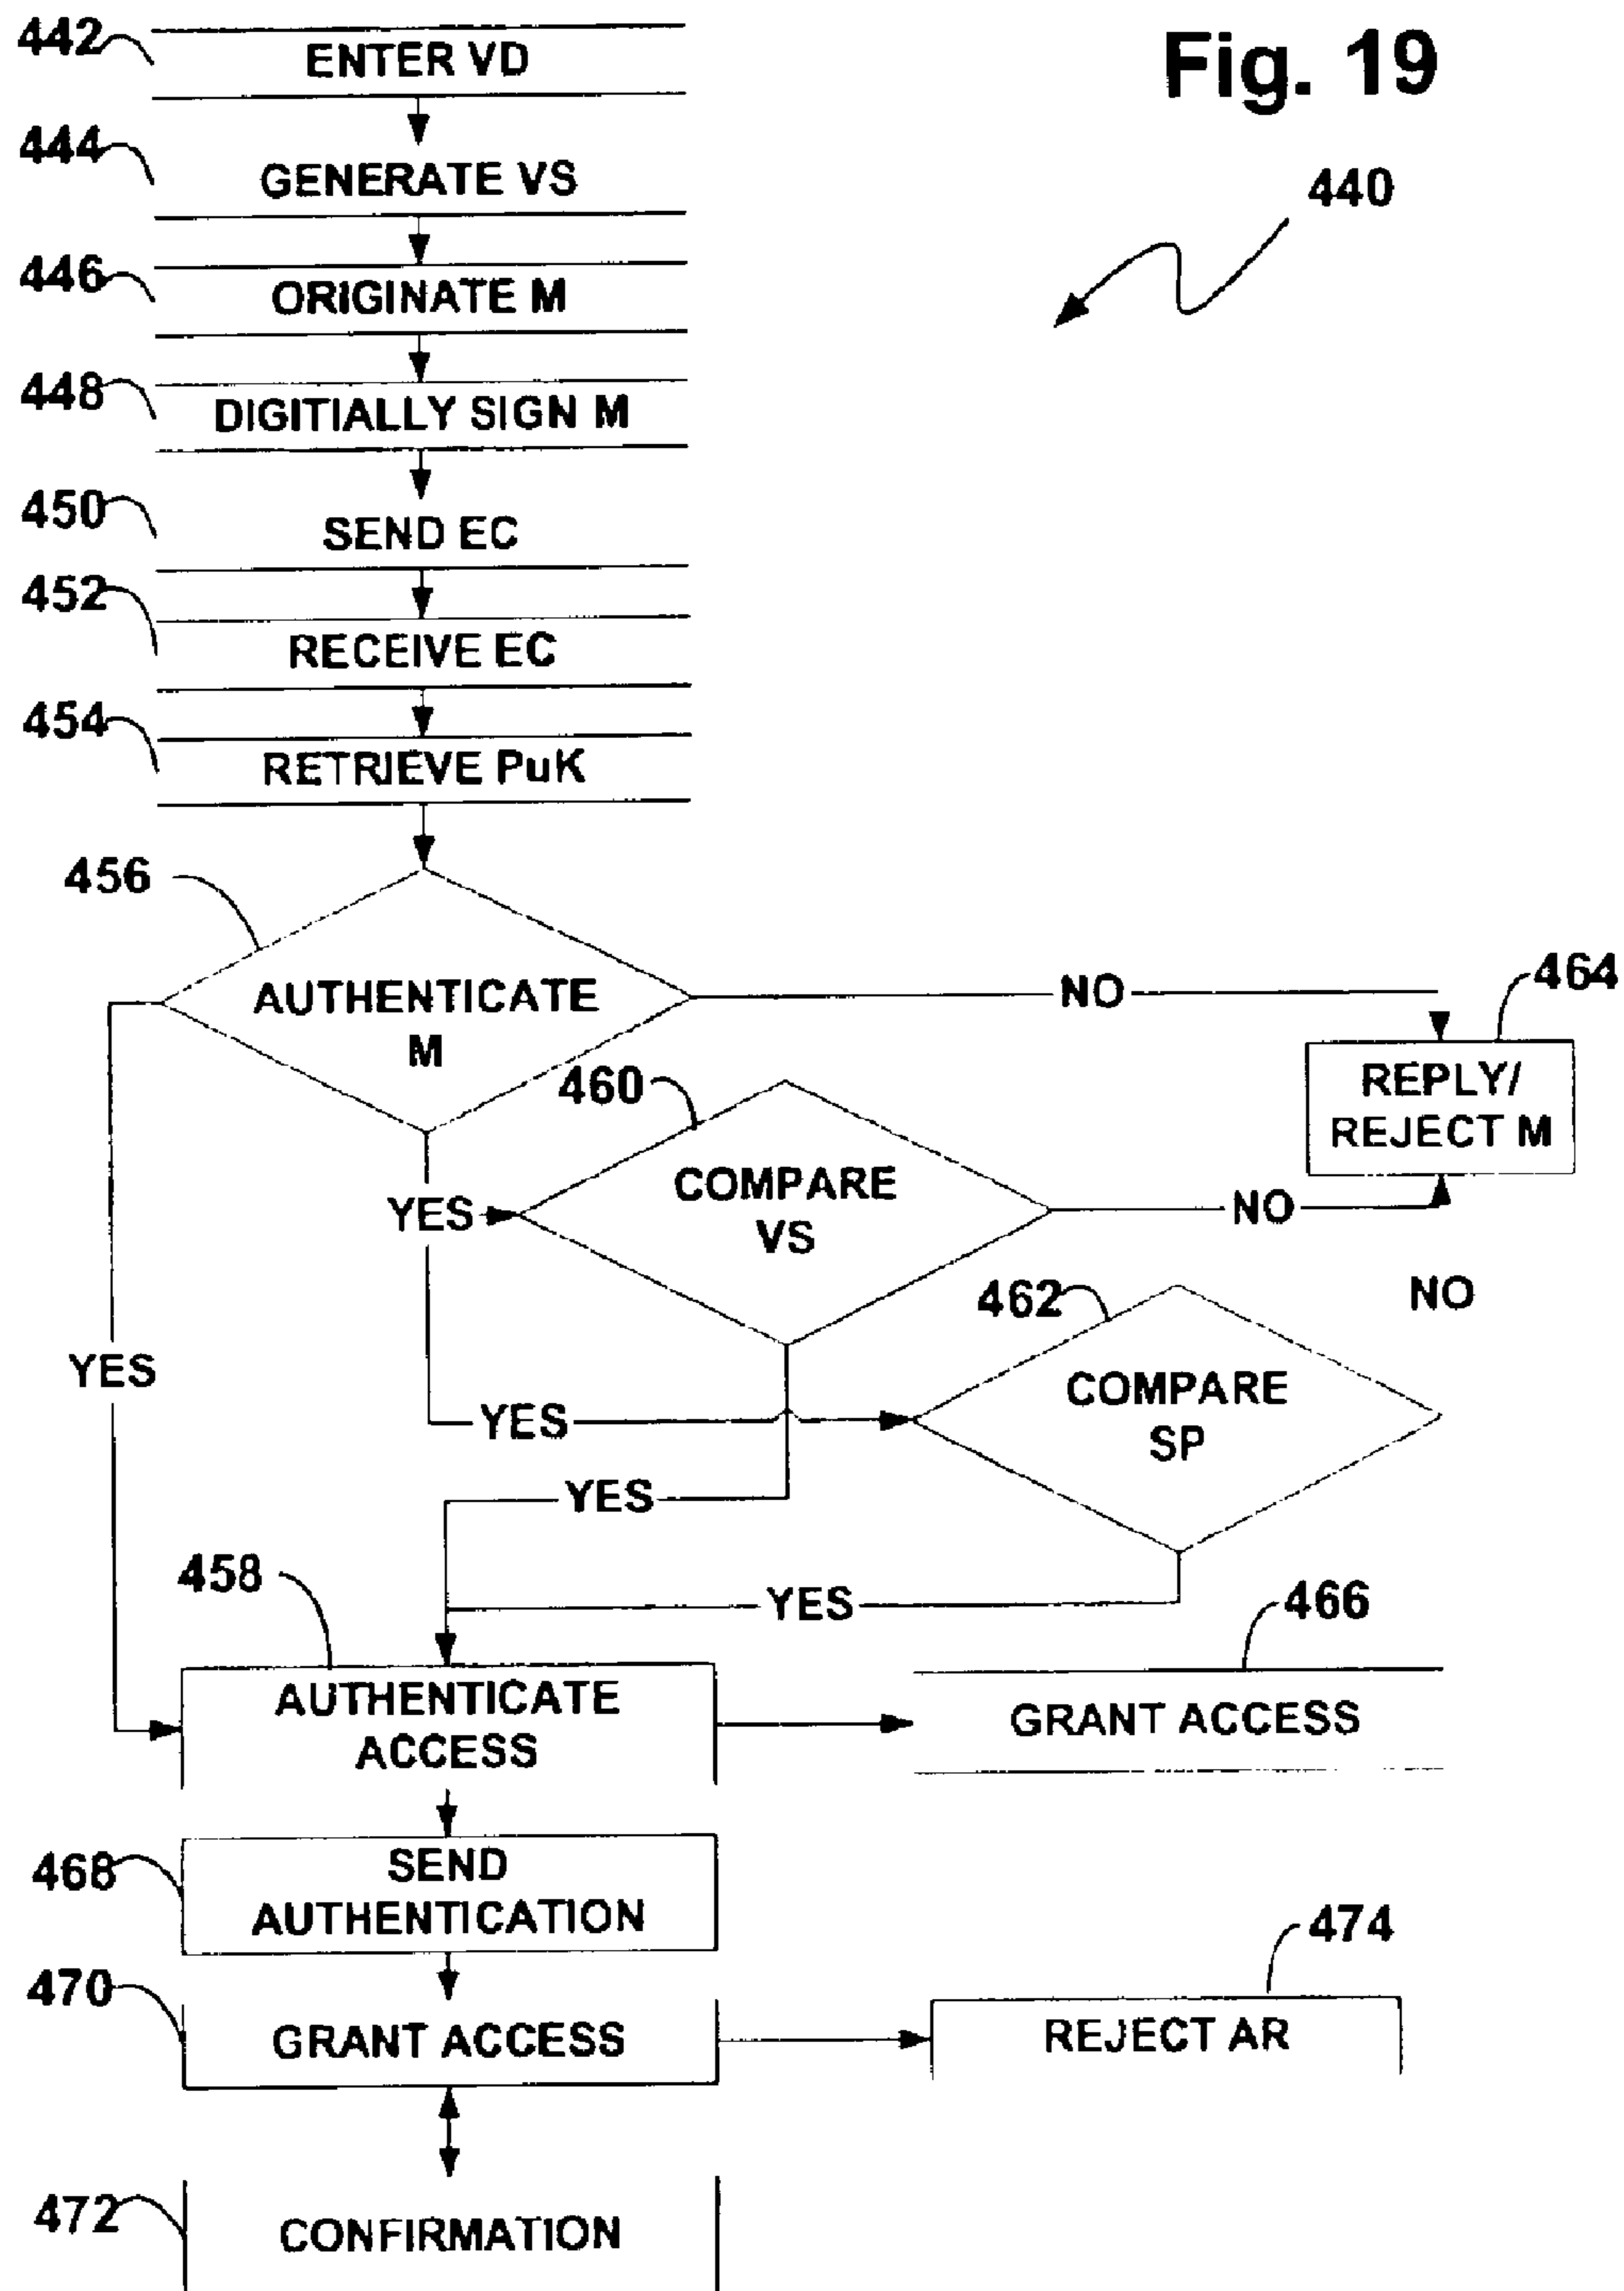 Fig. 19
440
442
ENTER VD
444
GENERATE VS
446
ORIGINATE M
448
DIGITIALLY SIGN M
450
SEND EC
452
RECEIVE EC
454
RETRIEVE PuK
456
AUTHENTICATE
M
NO
464
REPLY/
REJECT M
460
COMPARE
VS
YES
NO
462
NO
COMPARE
SP
YES
YES
YES
458
YES
466
AUTHENTICATE
ACCESS
GRANT ACCESS
468
SEND
AUTHENTICATION
470
GRANT ACCESS
474
REJECT AR
472
CONFIRMATION